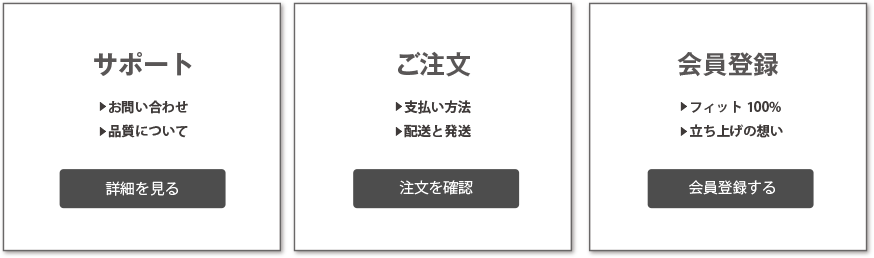 サポート
▶お問い合わせ
▶品質について
詳細を見る
ご注文
▶支払い方法
▶配送と発送
注文を確認
会員登録
▶フィット 100%
▶立ち上げの想い
会員登録する